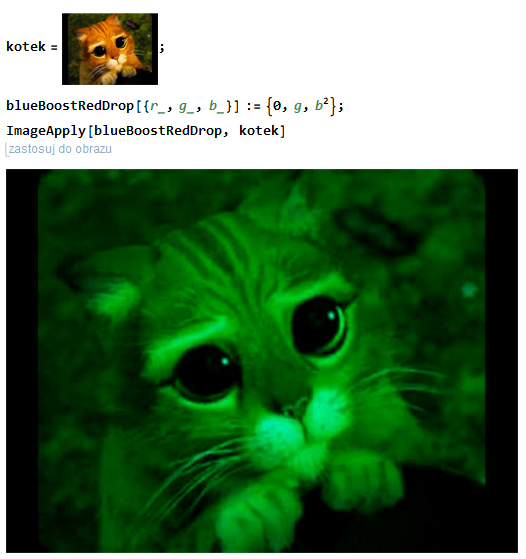 kotek = ;
blueBoostRedDrop[{r_, g_, b_}] := {0, g, b²};
ImageApply[blueBoostRedDrop, kotek]
zastosuj do obrazu